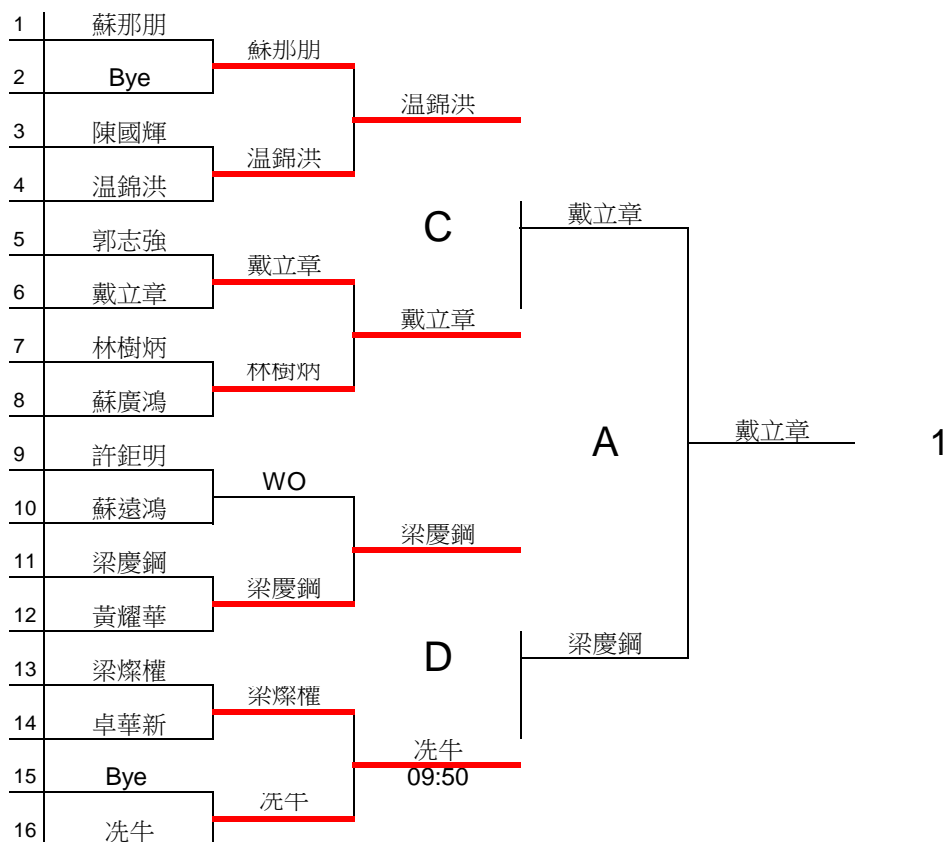 1 蘇那朋
蘇那朋
2 Bye
温錦洪
3 陳國輝
温錦洪
4 温錦洪
C 戴立章
5 郭志強
戴立章
6 戴立章
戴立章
7 林樹炳
林樹炳
8 蘇廣鴻
A 戴立章 1
9 許鉅明
WO
10 蘇遠鴻
梁慶鋼
11 梁慶鋼
梁慶鋼
12 黃耀華
D 梁慶鋼
13 梁燦權
梁燦權
14 卓華新
冼牛
15 Bye 09:50
冼牛
16 冼牛